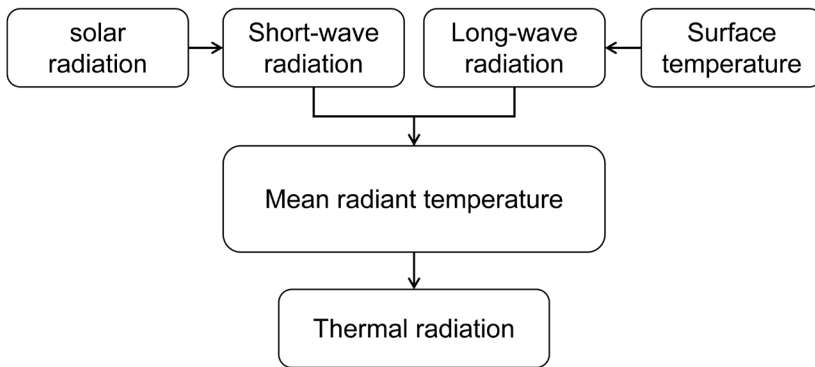 solar
radiation
Short-wave
radiation
Long-wave
radiation
Surface
temperature
Mean radiant temperature
Thermal radiation